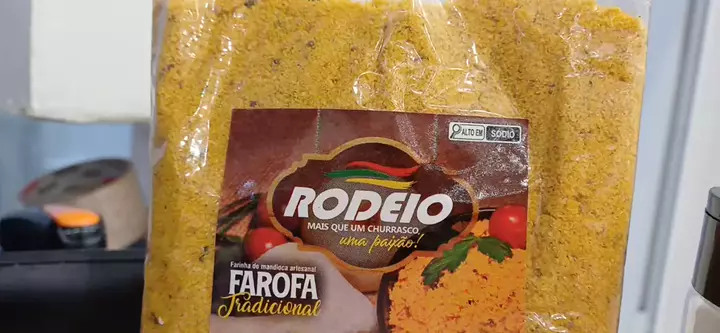 ALTO EM SÓDIO
RODEIO
MAIS QUE UM CHURRASCO,
uma paixão!
Farinha de mandioca artesanal
FAROFA
Tradicional